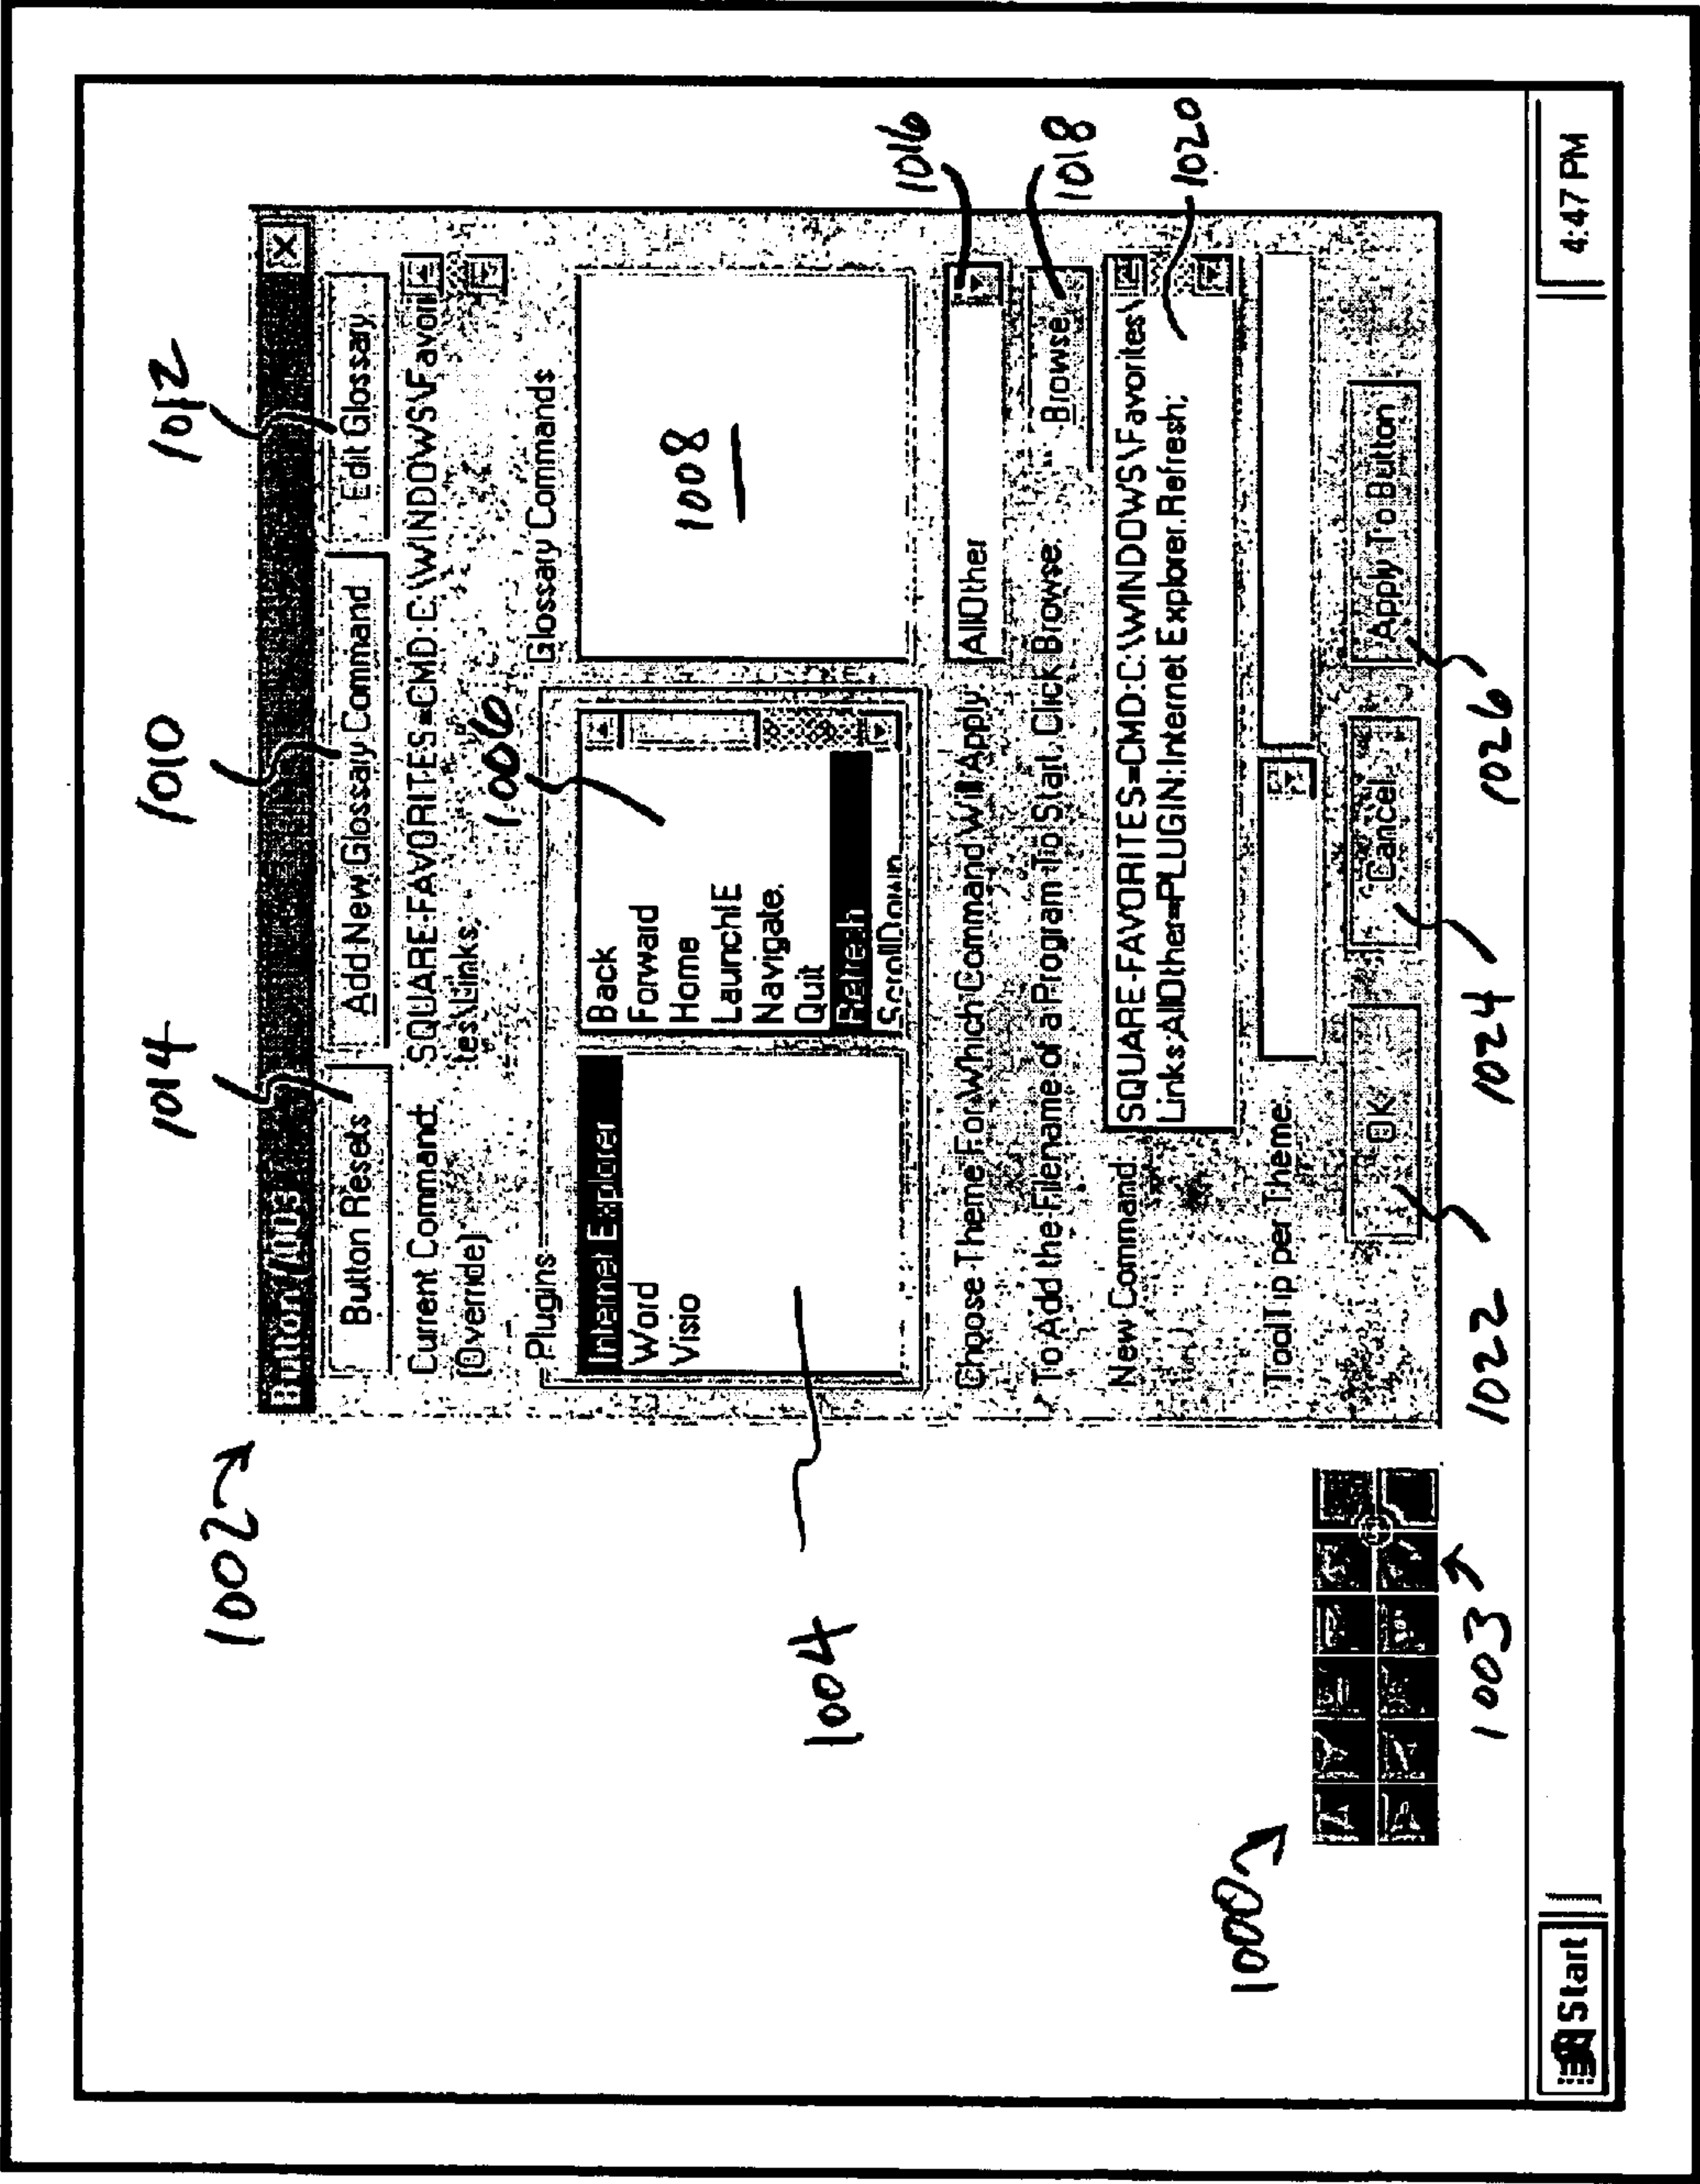 1014
1010
1012
1002
Button Resets
Add New Glossary Command
Edit Glossary
Current Command
(Override)
SQUARE-FAVORITES=CMD:C:\WINDOWS\Favori
tes\Links;
1006
Plugins
Glossary Commands
Internet Explorer
Word
Visio
Back
Forward
Home
LaunchIE
Navigate
Quit
Refresh
ScrollDown
1008
1004
Choose Theme For Which Command Will Apply.
AllOther
1016
To Add the Filename of a Program To Start, Click Browse.
Browse
1018
New Command
SQUARE-FAVORITES=CMD:C:\WINDOWS\Favorites\
Links;AllOther=PLUGIN:Internet Explorer.Refresh;
1020
ToolTip per Theme
1000
OK
Cancel
Apply To Button
1003
1022
1024
1026
Start
4:47 PM